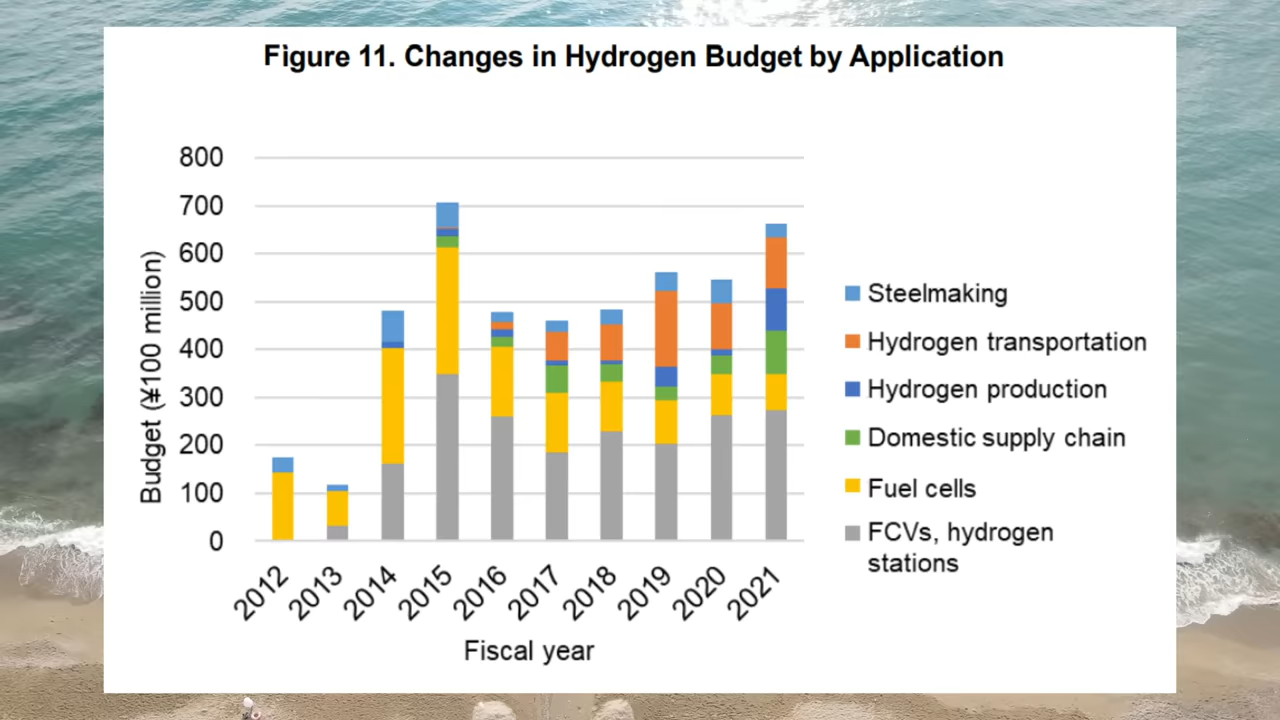 Figure 11. Changes in Hydrogen Budget by Application
Budget (¥100 million)
800
700
600
500
400
300
200
100
0
2012
2013
2014
2015
2016
2017
2018
2019
2020
2021
Fiscal year
Steelmaking
Hydrogen transportation
Hydrogen production
Domestic supply chain
Fuel cells
FCVs, hydrogen
stations